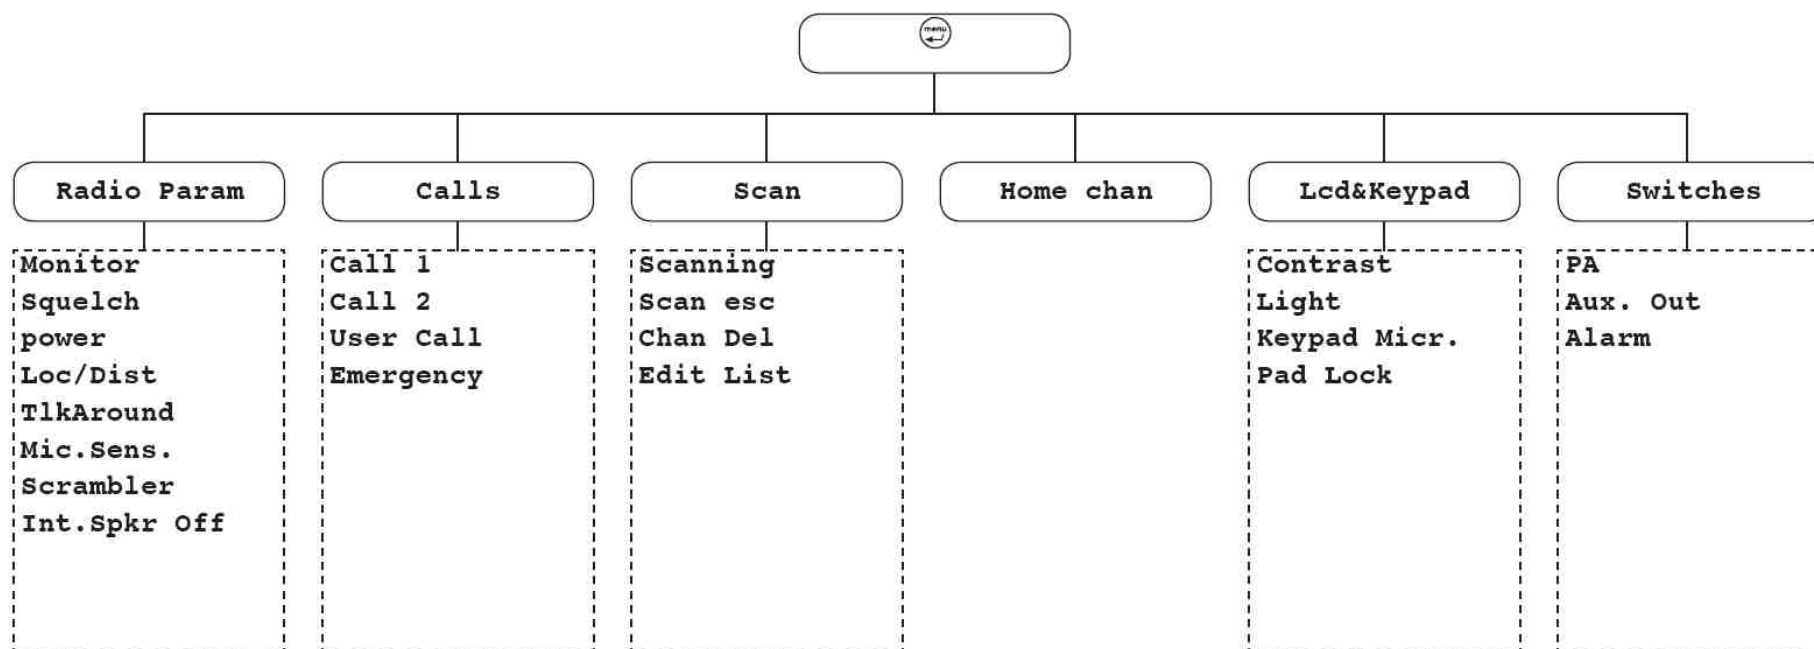 menu
Radio Param
Calls
Scan
Home chan
Lcd&Keypad
Switches
Monitor
Squelch
power
Loc/Dist
TlkAround
Mic.Sens.
Scrambler
Int.Spkr Off
Call 1
Call 2
User Call
Emergency
Scanning
Scan esc
Chan Del
Edit List
Contrast
Light
Keypad Micr.
Pad Lock
PA
Aux. Out
Alarm